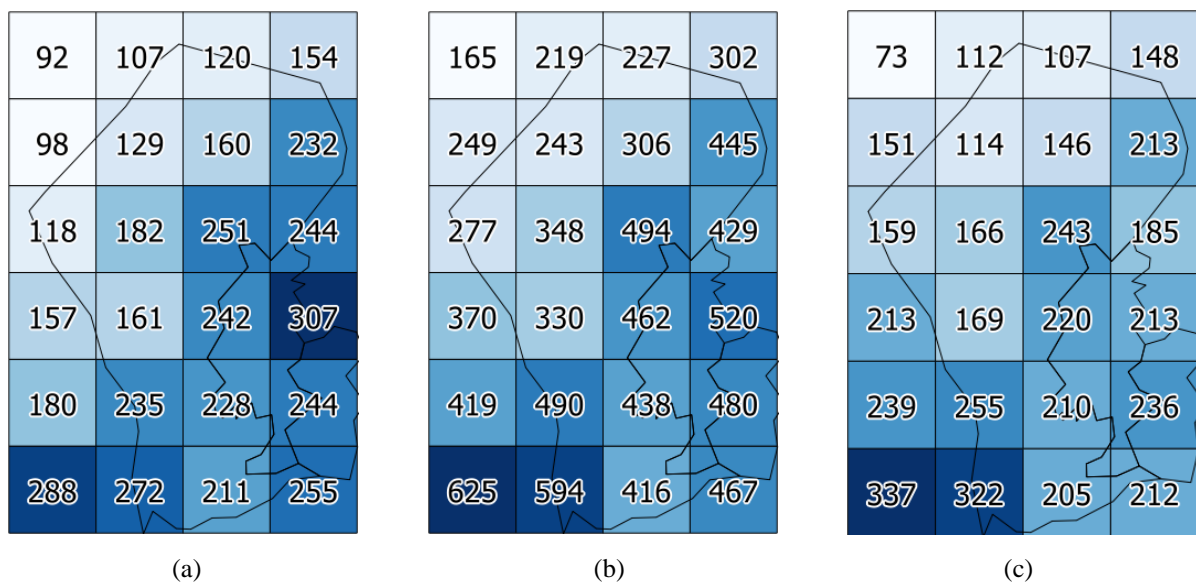 92 107 120 154 165 219 227 302 73 112 107 148
98 129 160 232 249 243 306 445 151 114 146 213
118 182 251 244 277 348 494 429 159 166 243 185
157 161 242 307 370 330 462 520 213 169 220 213
180 235 228 244 419 490 438 480 239 255 210 236
288 272 211 255 625 594 416 467 337 322 205 212
(a) (b) (c)